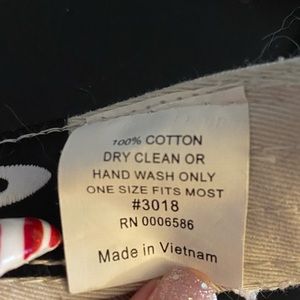 100% COTTON
DRY CLEAN OR
HAND WASH ONLY
ONE SIZE FITS MOST
#3018
RN 0006586
Made in Vietnam